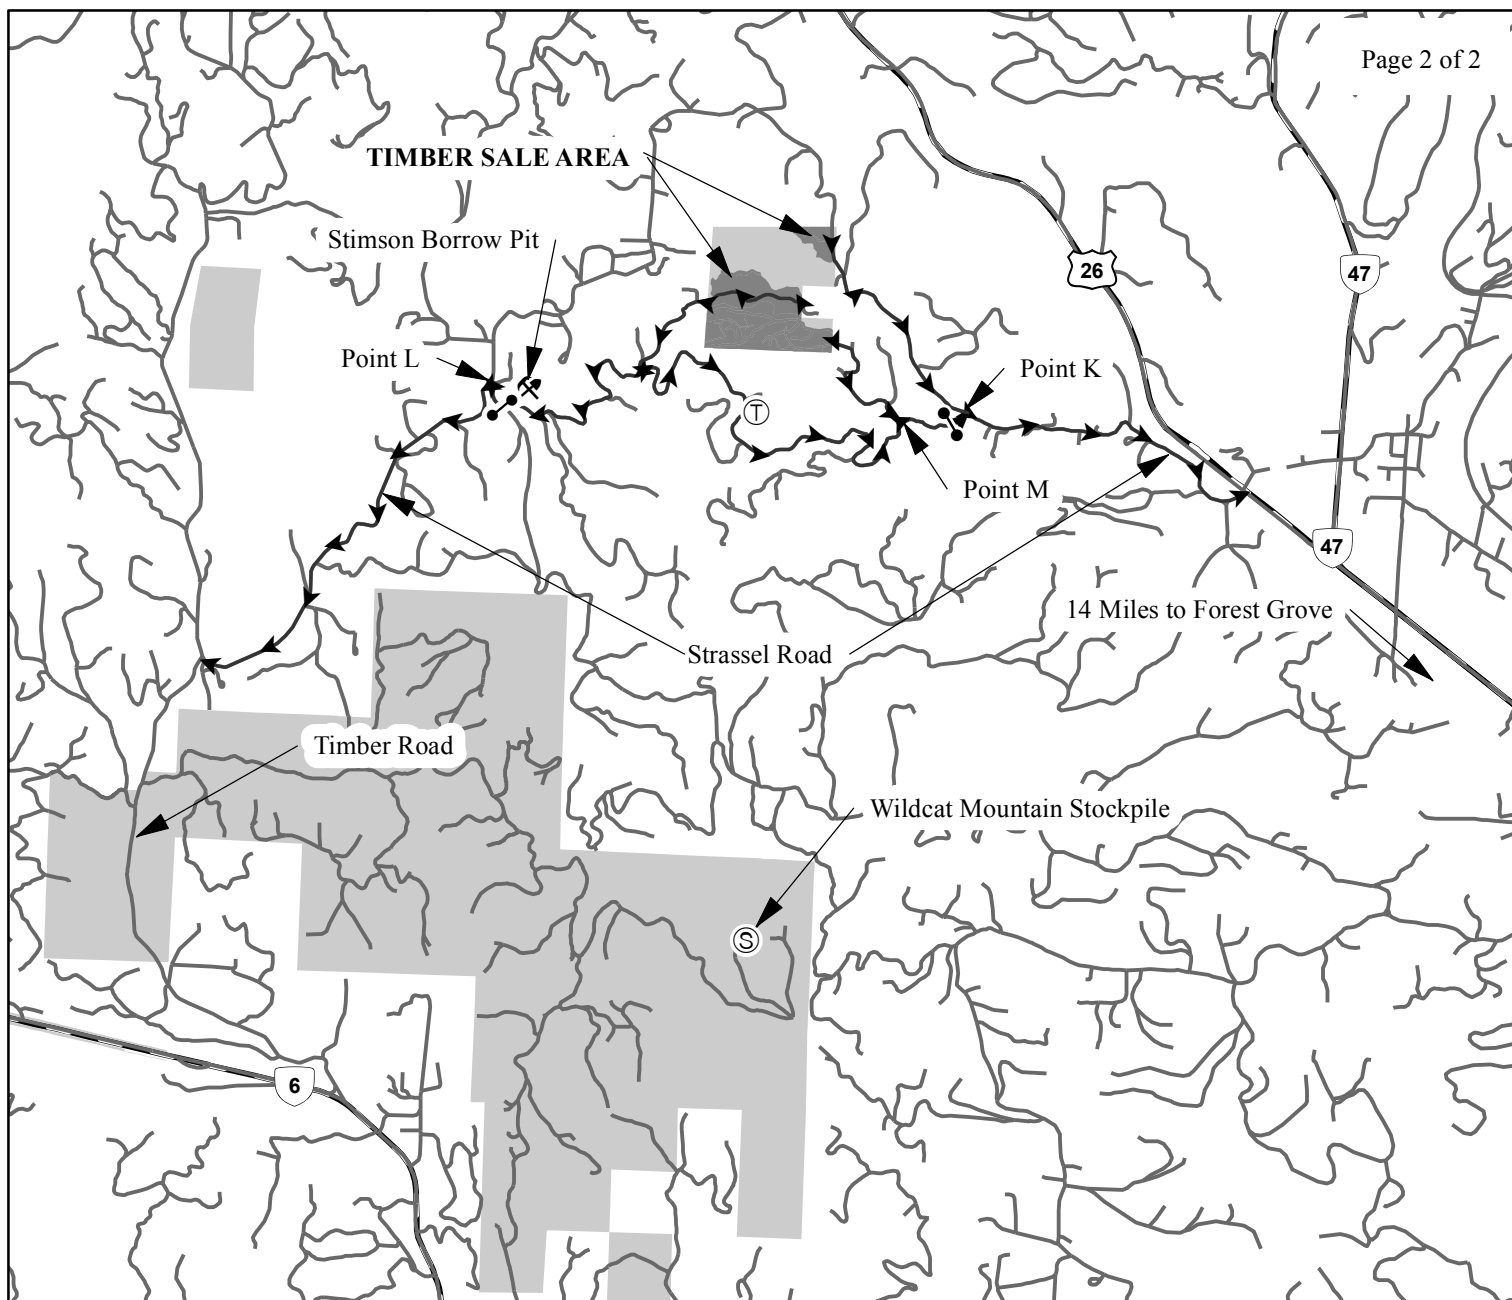 Page 2 of 2
TIMBER SALE AREA
Stimson Borrow Pit
26
47
Point L
Point K
T
Point M
47
14 Miles to Forest Grove
Strassel Road
Timber Road
Wildcat Mountain Stockpile
S
6